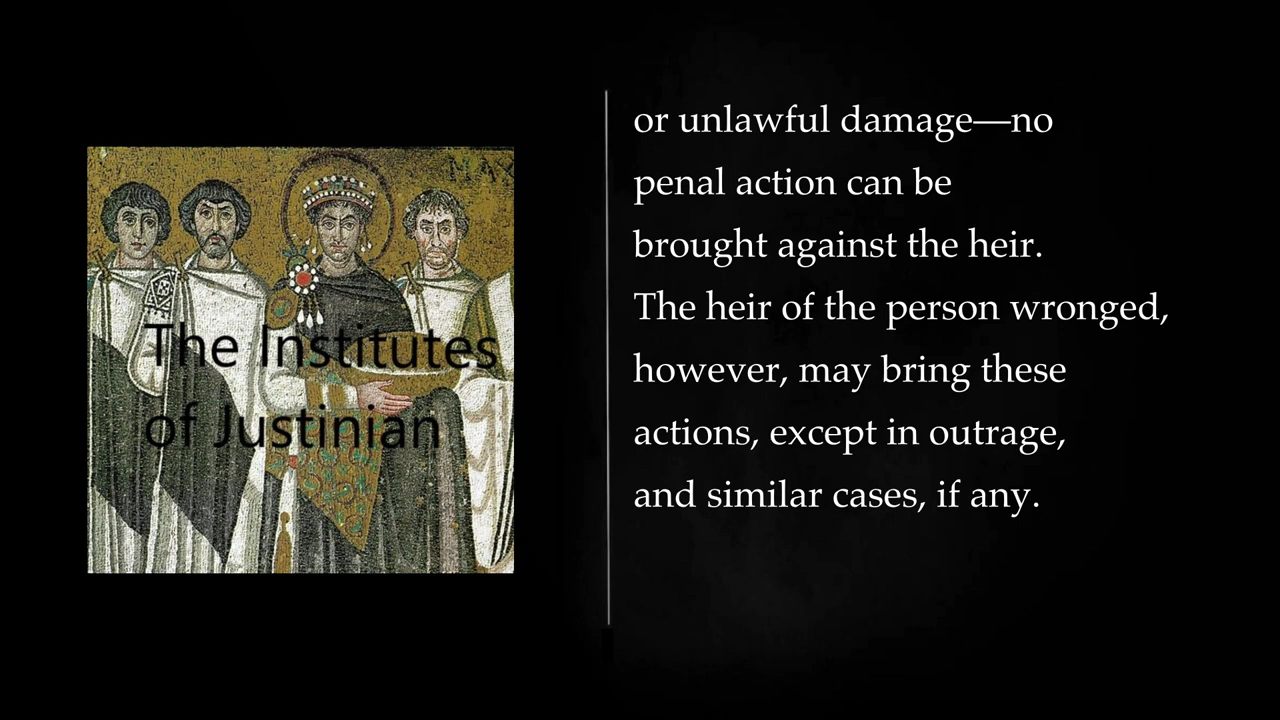 The Institutes
of Justinian
or unlawful damage—no
penal action can be
brought against the heir.
The heir of the person wronged,
however, may bring these
actions, except in outrage,
and similar cases, if any.